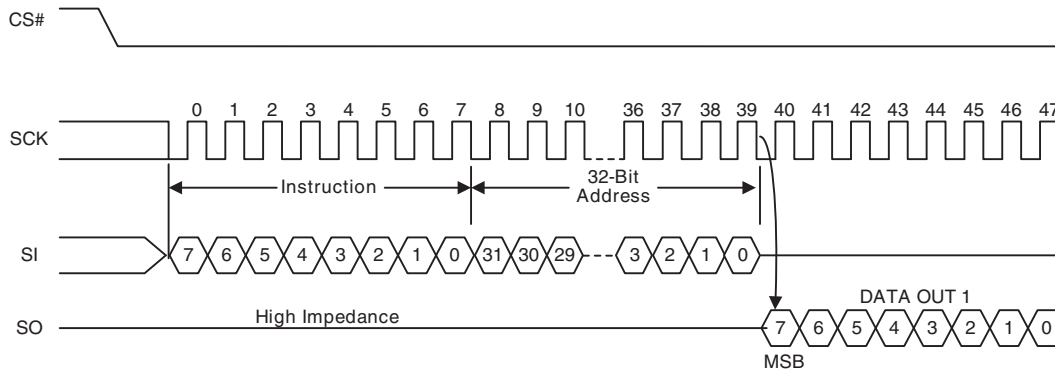 CS#
0 1 2 3 4 5 6 7 8 9 10 36 37 38 39 40 41 42 43 44 45 46 47
SCK
Instruction
32-Bit
Address
SI
7 6 5 4 3 2 1 0 31 30 29 3 2 1 0
DATA OUT 1
High Impedance
SO
7 6 5 4 3 2 1 0
MSB